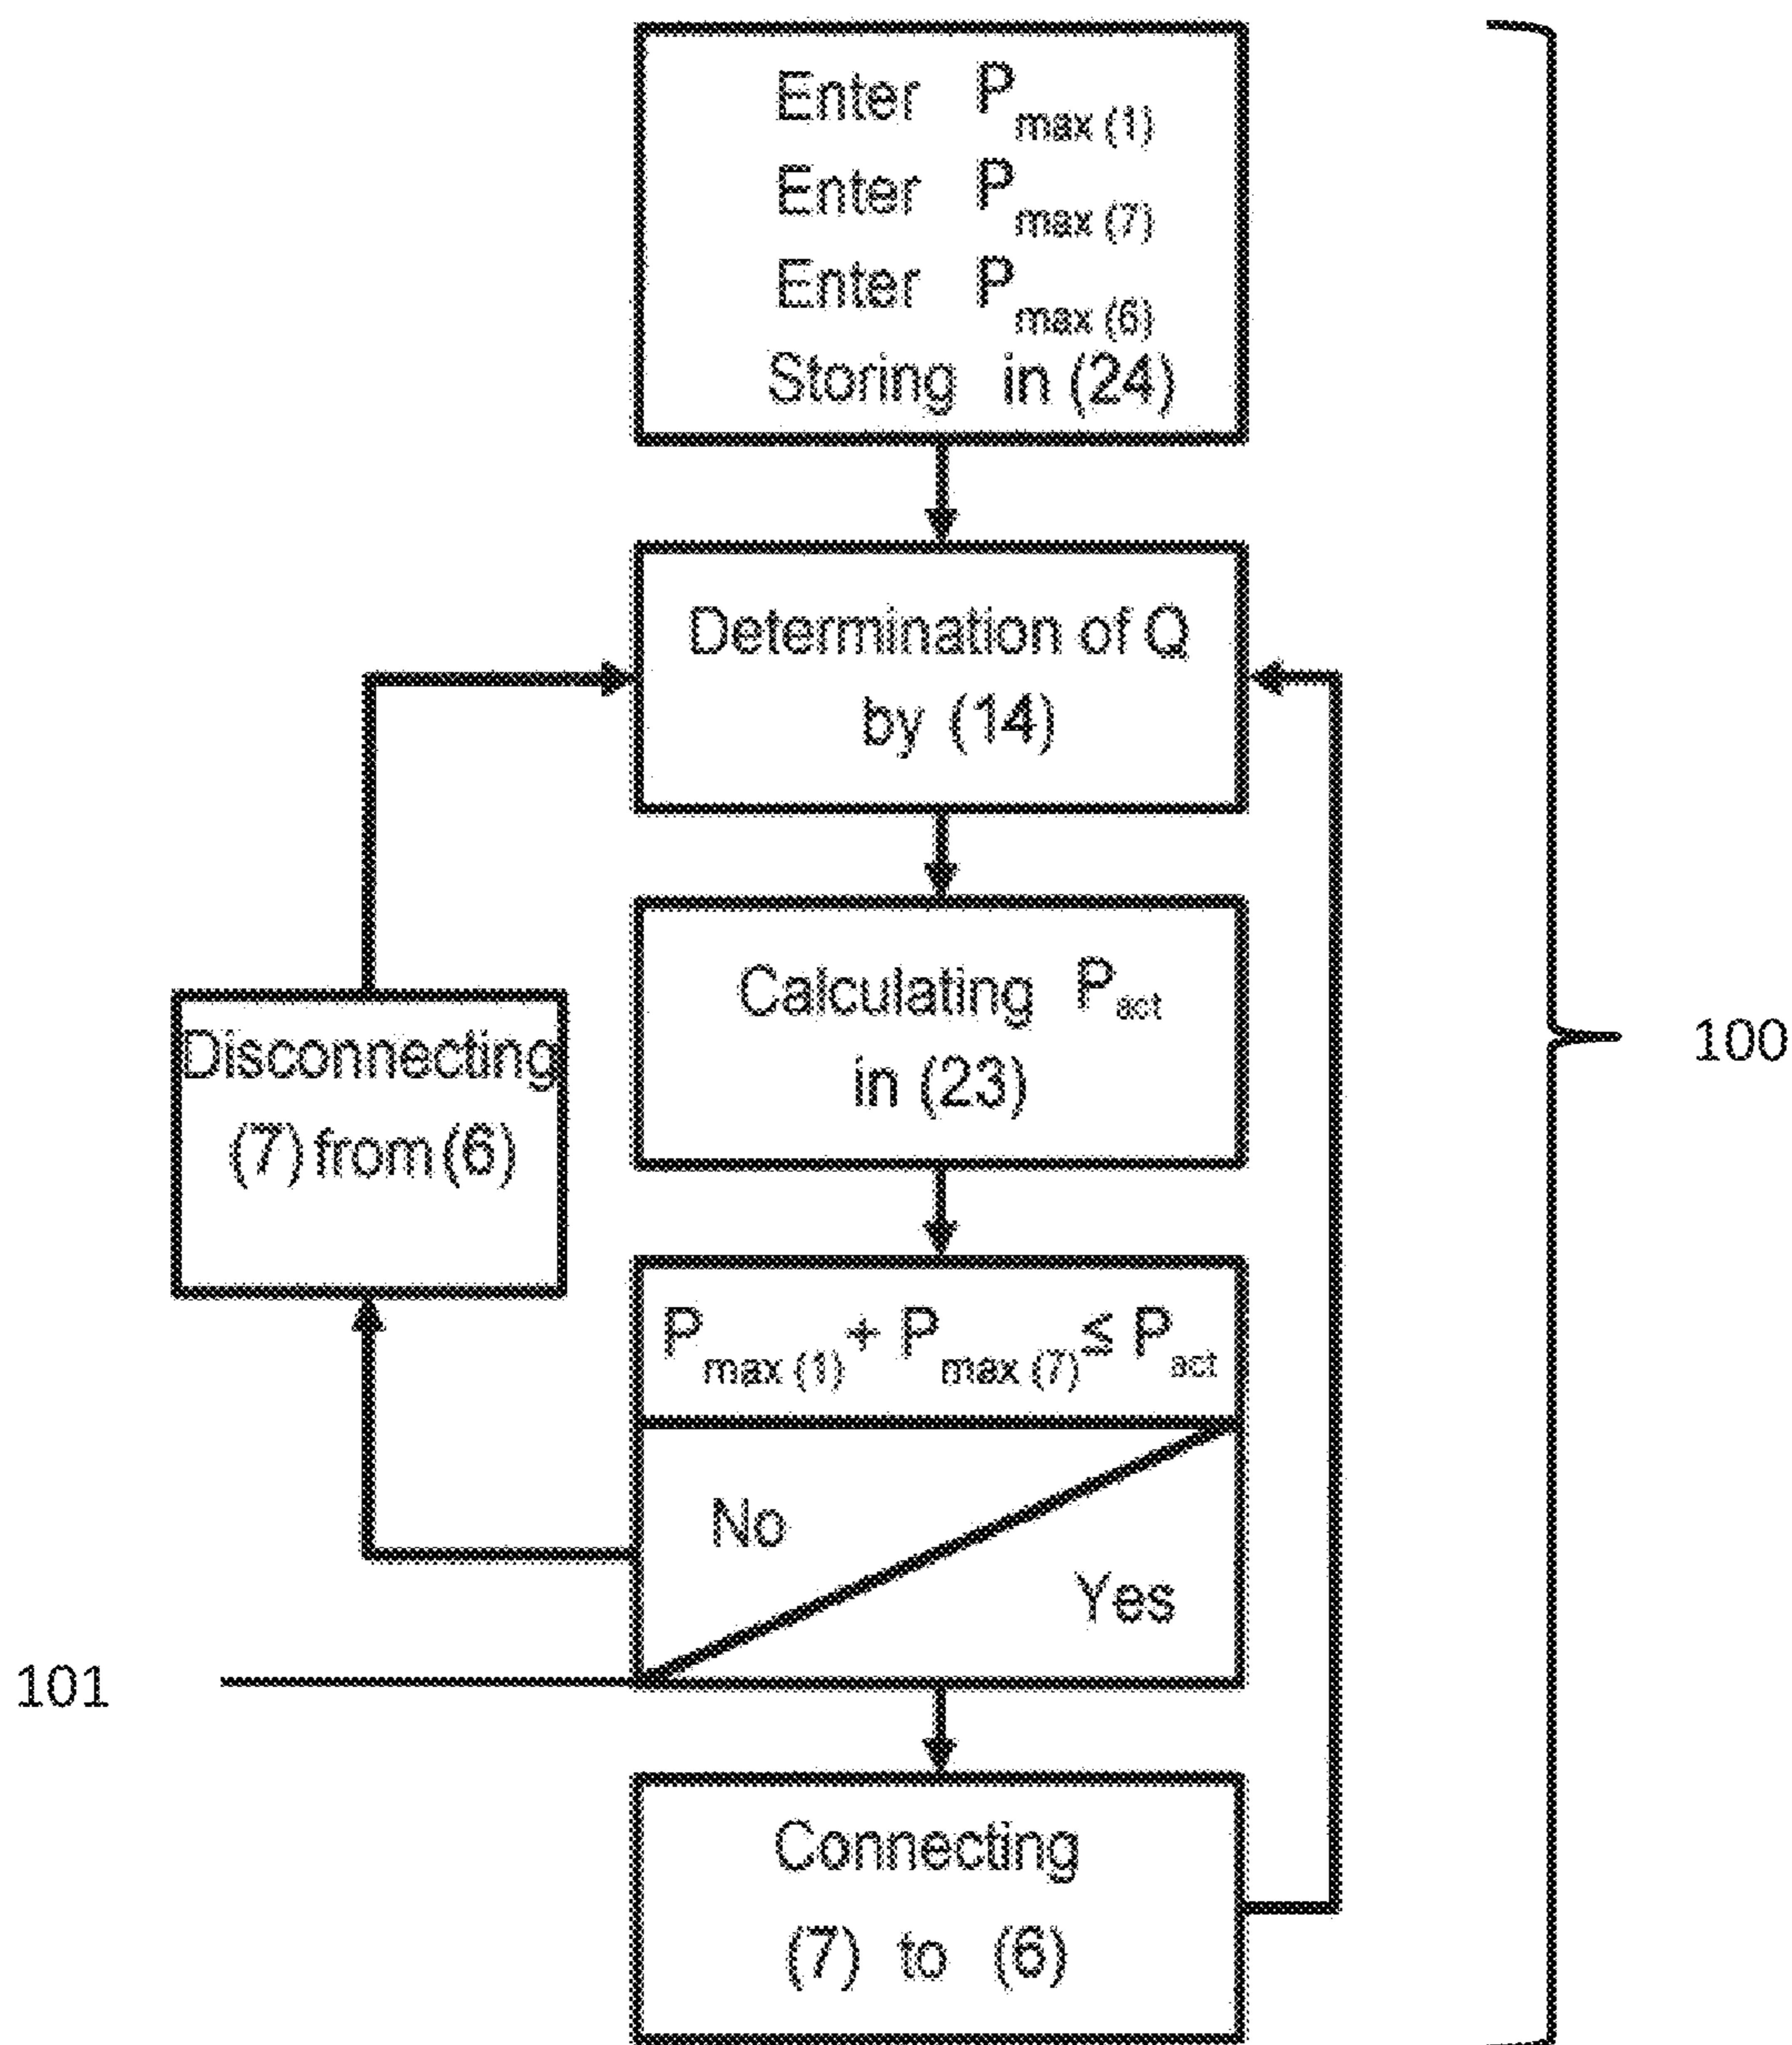 Enter P max (1)
Enter P max (7)
Enter P max (6)
Storing in (24)
Determination of Q
by (14)
Calculating P act
in (23)
Disconnecting
(7) from (6)
100
P max (1) + P max (7) ≤ P act
No
Yes
101
Connecting
(7) to (6)